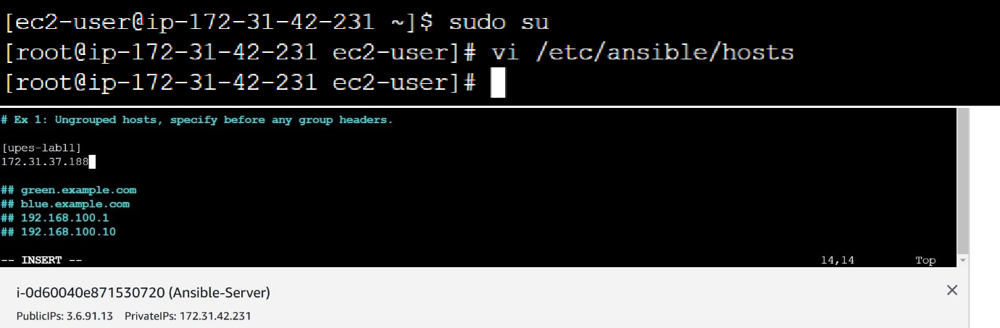 [ec2-user@ip-172-31-42-231 ~]$ sudo su
[root@ip-172-31-42-231 ec2-user]# vi /etc/ansible/hosts
[root@ip-172-31-42-231 ec2-user]#
# Ex 1: Ungrouped hosts, specify before any group headers.
[upes-lab11]
172.31.37.188
## green.example.com
## blue.example.com
## 192.168.100.1
## 192.168.100.10
-- INSERT -- 14,14 Top
i-0d60040e871530720 (Ansible-Server)
PublicIPs: 3.6.91.13 PrivateIPs: 172.31.42.231